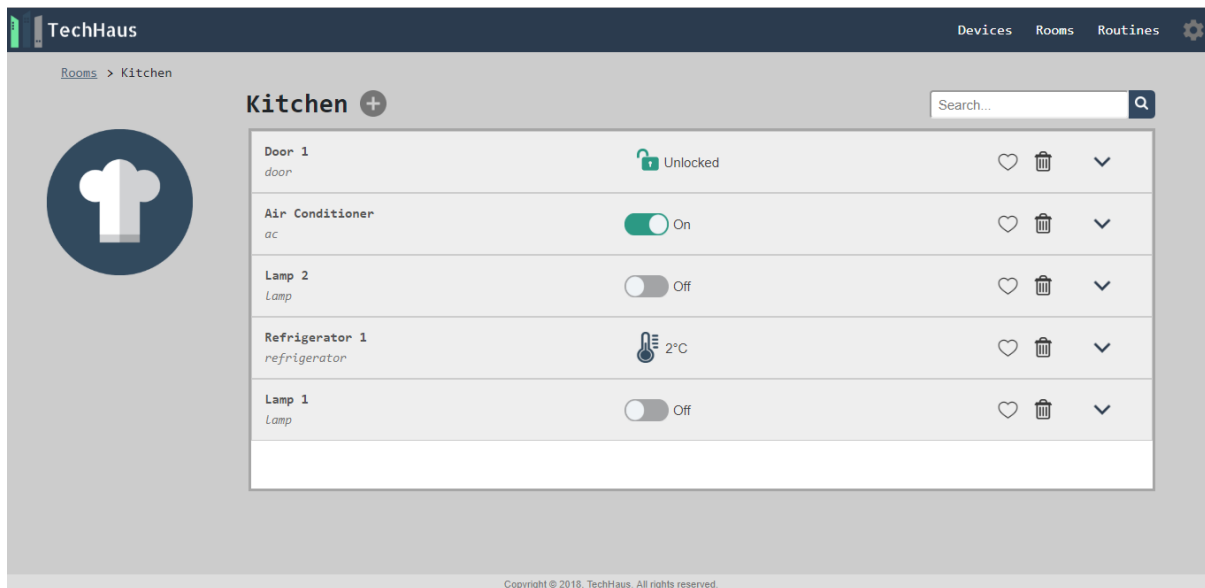 TechHaus
Devices Rooms Routines
Rooms > Kitchen
Kitchen
Search...
Door 1
door
Unlocked
Air Conditioner
ac
On
Lamp 2
lamp
Off
Refrigerator 1
refrigerator
2°C
Lamp 1
lamp
Off
Copyright © 2018, TechHaus. All rights reserved.